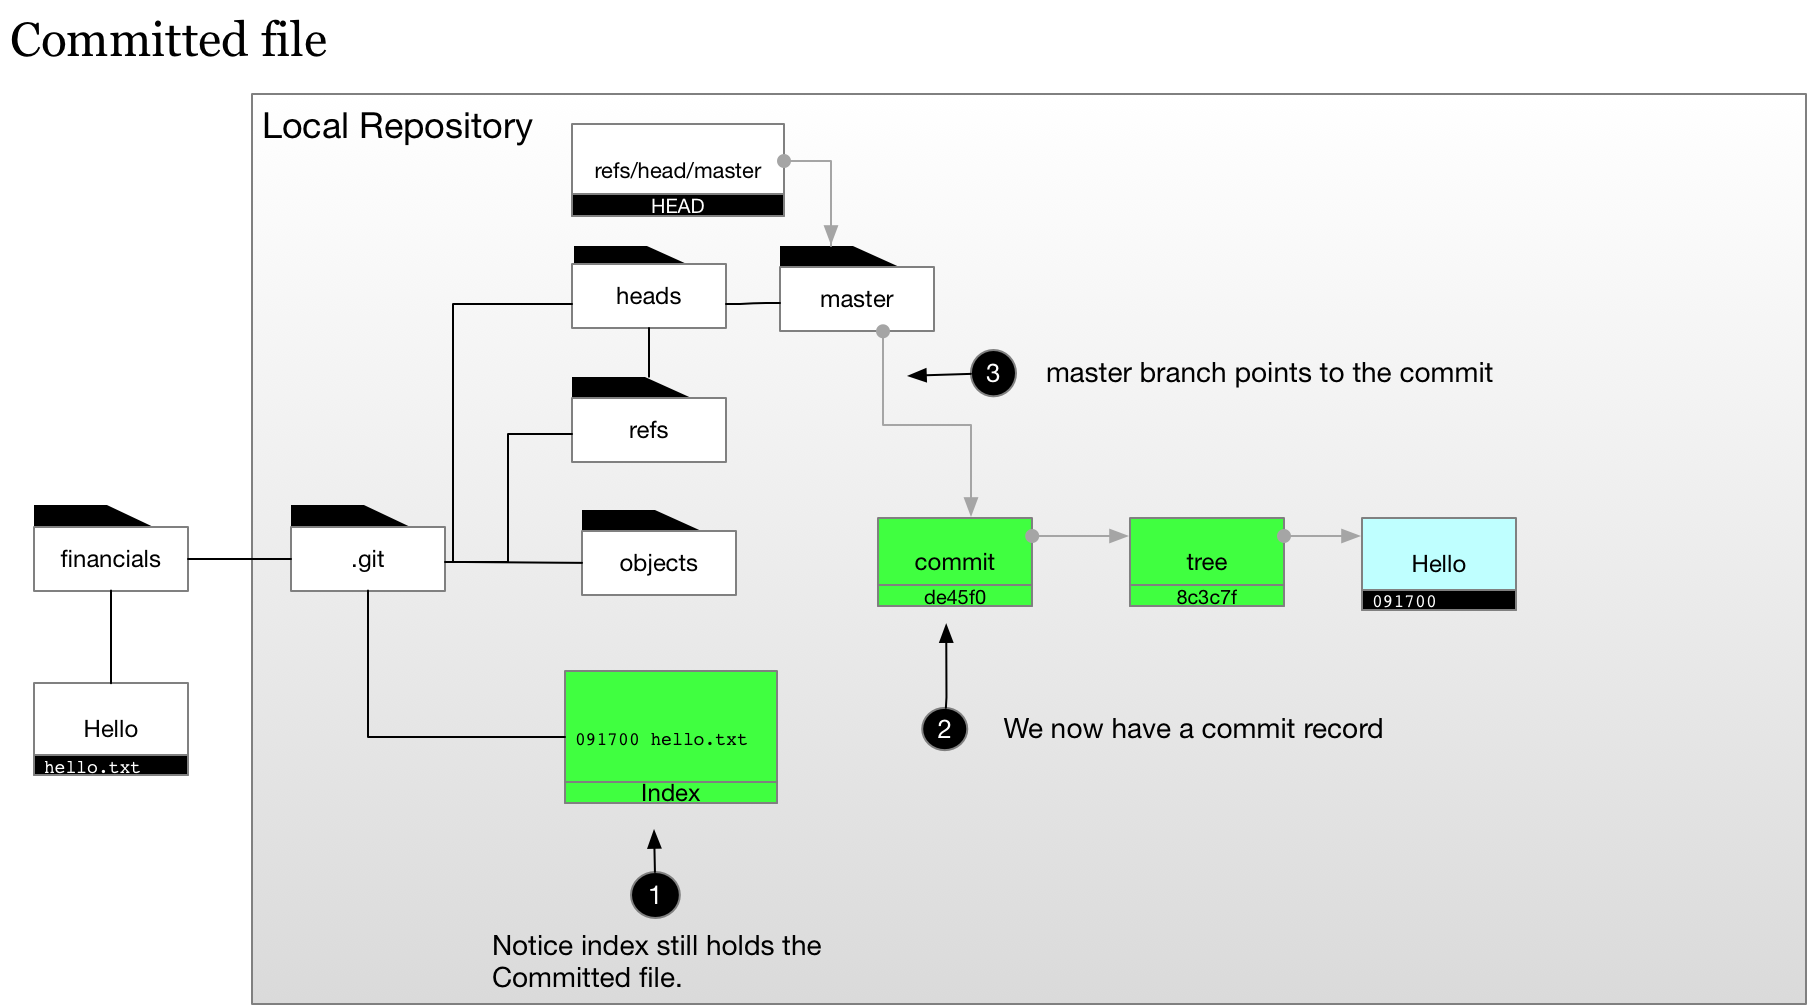 Committed file
Local Repository
refs/head/master
HEAD
heads
master
3 master branch points to the commit
refs
financials
.git
objects
commit
de45f0
tree
8c3c7f
Hello
091700
Hello
hello.txt
091700 hello.txt
Index
2 We now have a commit record
1
Notice index still holds the
Committed file.